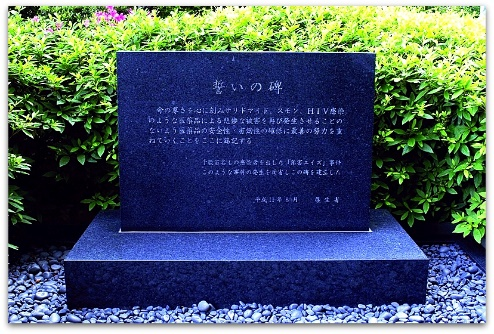 誓いの碑
命の尊さを心に刻みサリドマイド、スモン、HIV感染
のような医薬品による悲惨な被害を再び発生させることの
ないよう医薬品の安全性・有効性の確保に最善の努力を重
ねていくことをここに銘記する
千数百名もの感染者を出した「薬害エイズ」事件
このような事件の発生を反省しこの碑を建立した
平成11年8月 厚生省